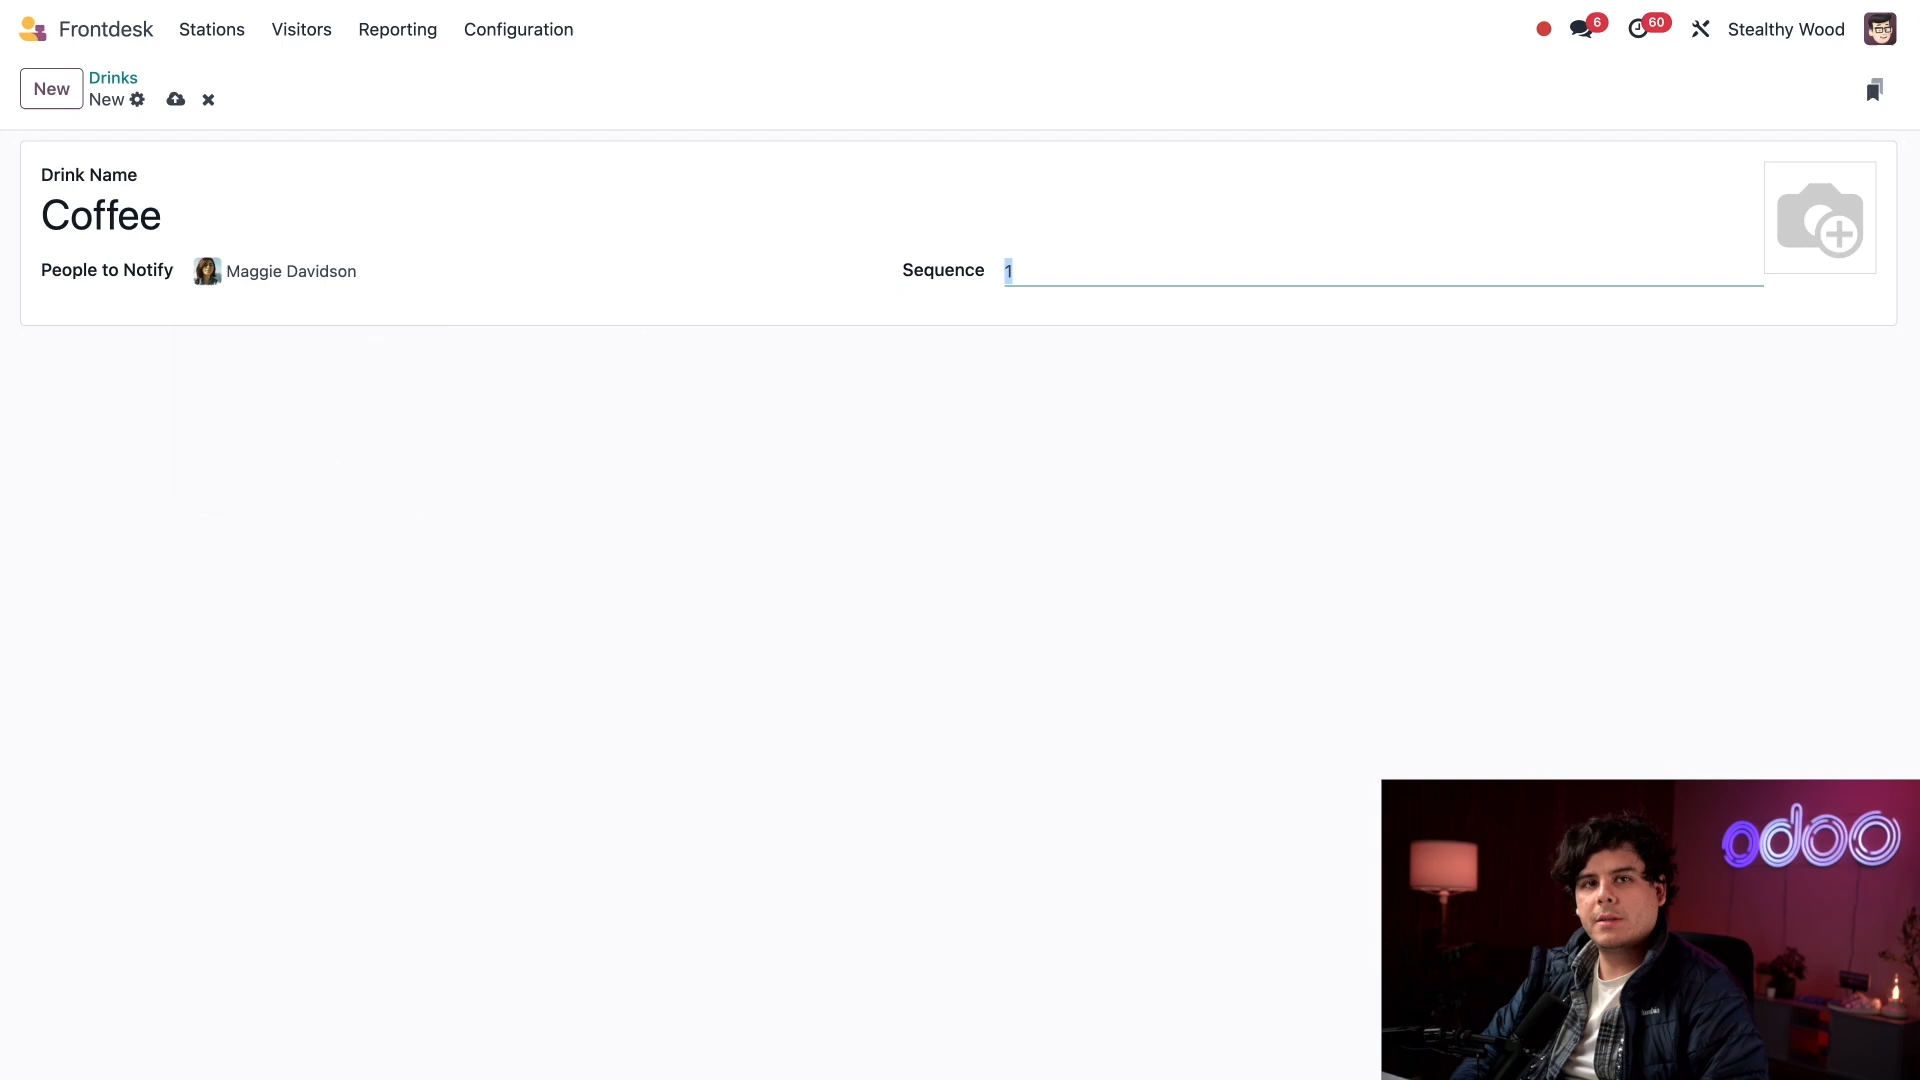 Frontdesk Stations Visitors Reporting Configuration 6 60 Stealthy Wood
New
Drinks
New
Drink Name
Coffee
People to Notify Maggie Davidson Sequence 1
odoo